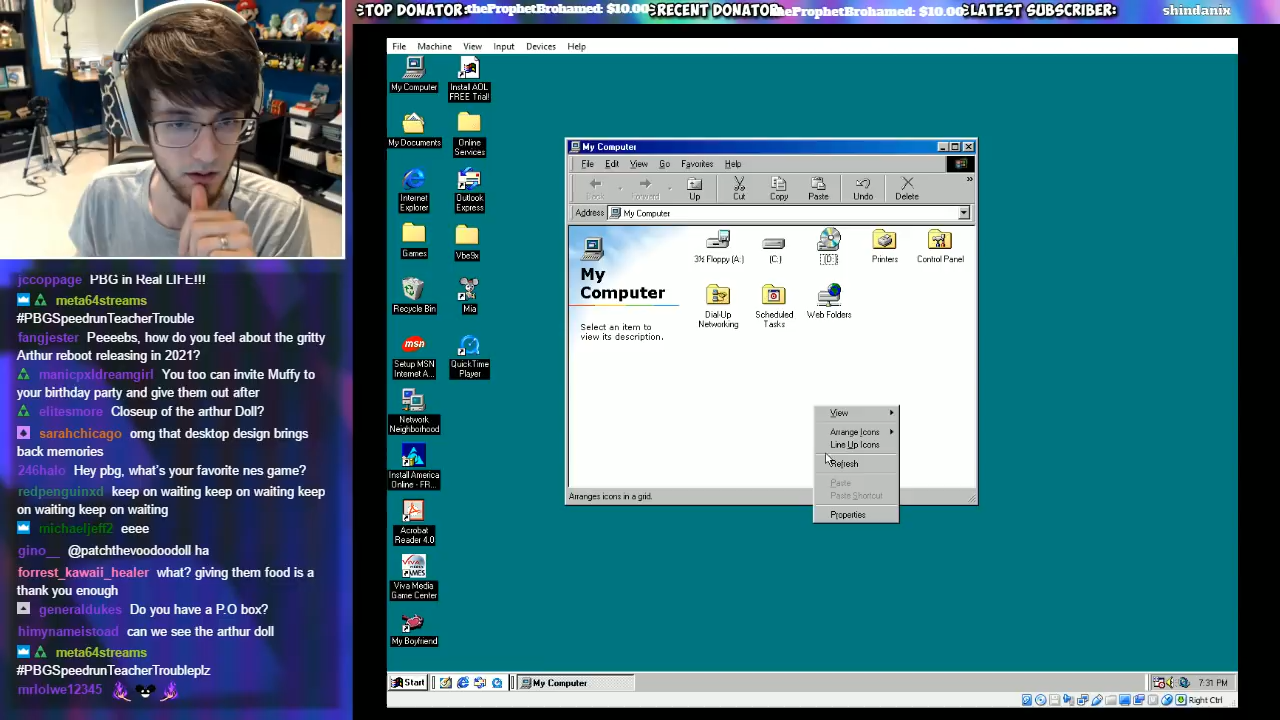 TOP DONATOR: theProphetBrohamed: $10.00 RECENT DONATOR: theProphetBrohamed: $10.00 LATEST SUBSCRIBER: shindanix
File Machine View Input Devices Help
My Computer
Install AOL
FREE Trial!
My Documents
Online
Services
Internet
Explorer
Outlook
Express
Games
Vbe9x
Recycle Bin
Mia
msn
Setup MSN
Internet A...
QuickTime
Player
Network
Neighborhood
Install America
Online - FR...
Acrobat
Reader 4.0
VIVA
Viva Media
Game Center
My Boyfriend
My Computer
File Edit View Go Favorites Help
Back Forward Up Cut Copy Paste Undo Delete »
Address My Computer
My
Computer
Select an item to
view its description.
3½ Floppy (A:)
(C:)
(D:)
Printers
Control Panel
Dial-Up
Networking
Scheduled
Tasks
Web Folders
View
Arrange Icons
Line Up Icons
Refresh
Paste
Paste Shortcut
Properties
Arranges icons in a grid.
Start
My Computer
7:31 PM
Right Ctrl
jccoppage PBG in Real LIFE!!!
meta64streams
#PBGSpeedrunTeacherTrouble
fangjester Peeeebs, how do you feel about the gritty
Arthur reboot releasing in 2021?
manicpxldreamgirl You too can invite Muffy to
your birthday party and give them out after
elitesmore Closeup of the arthur Doll?
sarahchicago omg that desktop design brings
back memories
246halo Hey pbg, what's your favorite nes game?
redpenguinxd keep on waiting keep on waiting keep
on waiting keep on waiting
michaeljeff2 eeee
gino__ @patchthevoodoodoll ha
forrest_kawaii_healer what? giving them food is a
thank you enough
generaldukes Do you have a P.O box?
himynameistoad can we see the arthur doll
meta64streams
#PBGSpeedrunTeacherTroubleplz
mrlolwe12345